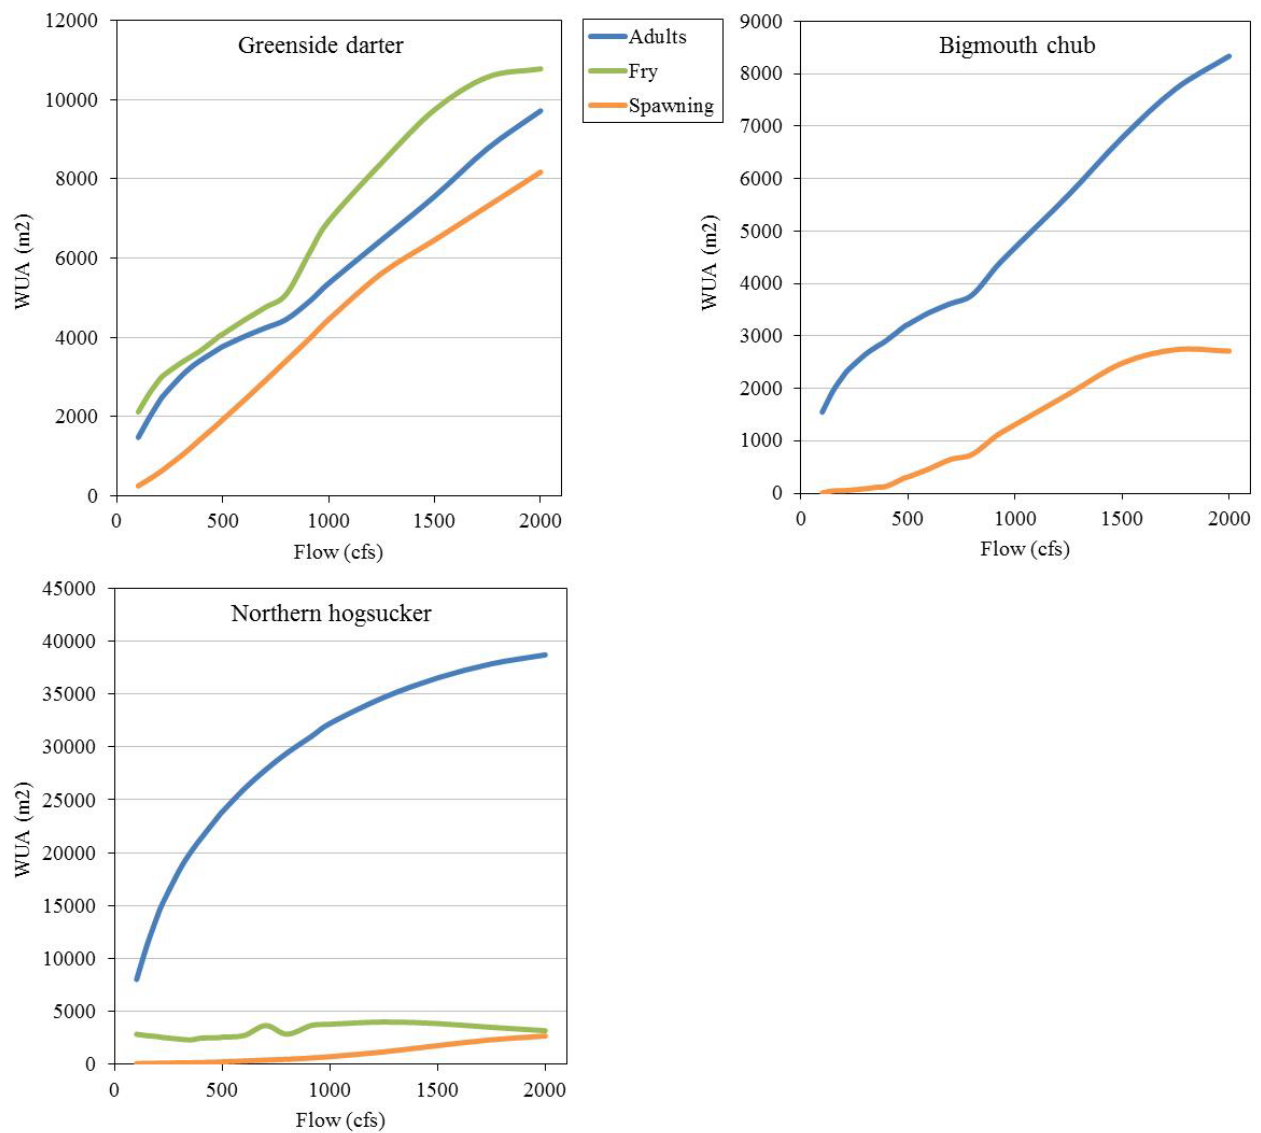 Greenside darter
12000
10000
8000
6000
4000
2000
0
WUA (m2)
0 500 1000 1500 2000
Flow (cfs)
Adults
Fry
Spawning
Bigmouth chub
9000
8000
7000
6000
5000
4000
3000
2000
1000
0
WUA (m2)
0 500 1000 1500 2000
Flow (cfs)
Northern hogsucker
45000
40000
35000
30000
25000
20000
15000
10000
5000
0
WUA (m2)
0 500 1000 1500 2000
Flow (cfs)